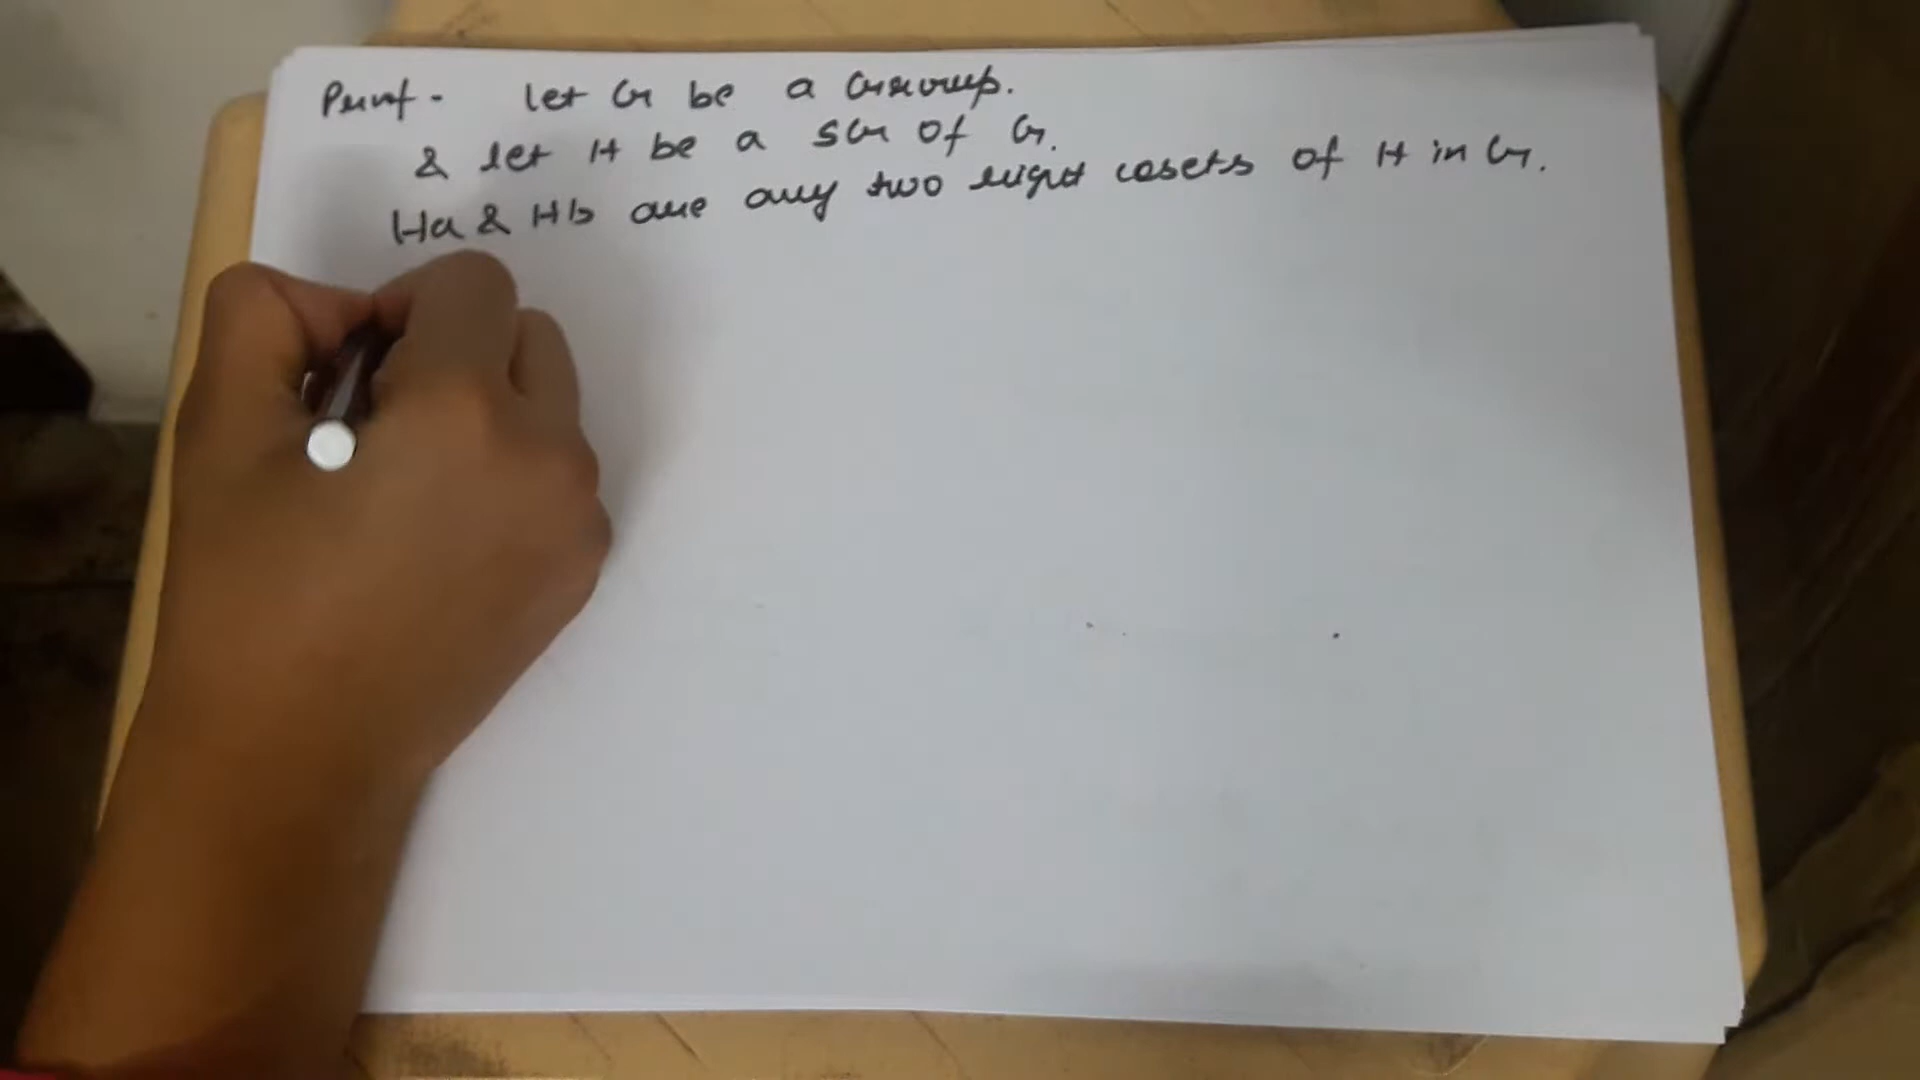 Proof - let G be a Group.
& let H be a SG of G.
Ha & Hb are any two right cosets of H in G.